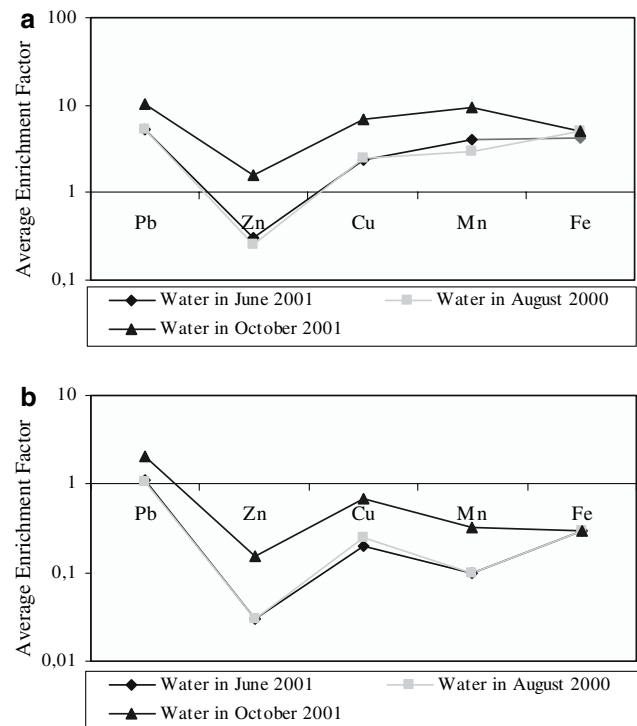 a
100
10
1
0,1
Average Enrichment Factor
Pb Zn Cu Mn Fe
Water in June 2001 Water in August 2000
Water in October 2001
b
10
1
0,1
0,01
Average Enrichment Factor
Pb Zn Cu Mn Fe
Water in June 2001 Water in August 2000
Water in October 2001